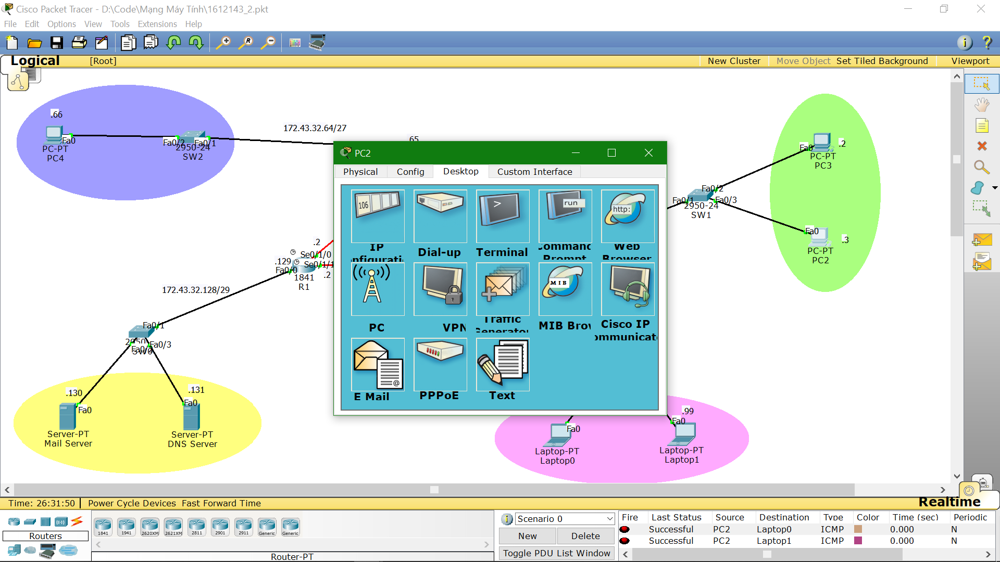 Cisco Packet Tracer - D:\Code\Mạng Máy Tính\1612143_2.pkt
File Edit Options View Tools Extensions Help
Logical [Root] New Cluster Move Object Set Tiled Background Viewport
.66
PC-PT
PC4
Fa0
Fa0/2
Fa0/1
2950-24
SW2
172.43.32.64/27
65
PC2
Physical Config Desktop Custom Interface
106
>
run
http:
IP
Dial-up
Terminal
Command
Prompt
Web
Browser
MIB
PC
VPN
Traffic
Generator
MIB Brow
Cisco IP
ommunicato
@
E Mail
PPPoE
Text
Fa0
.2
PC-PT
PC3
Fa0/2
Fa0/1
Fa0/3
2950-24
SW1
Fa0
.3
PC-PT
PC2
.2
Se0/1/0
.129
Se0/1/1
Fa0/0
.2
1841
R1
172.43.32.128/29
Fa0/1
2950
Fa0/3
Fa0/2
SW0
.130
.131
Fa0
Fa0
Server-PT
Mail Server
Server-PT
DNS Server
.99
Fa0
Fa0
Laptop-PT
Laptop0
Laptop-PT
Laptop1
Time: 26:31:50 Power Cycle Devices Fast Forward Time
Realtime
Routers
1841 1941 2620XM 2621XM 2811 2901 2911 Generic Generic
Router-PT
Scenario 0
New Delete
Toggle PDU List Window
Fire Last Status Source Destination Type Color Time (sec) Periodic
Successful PC2 Laptop0 ICMP 0.000 N
Successful PC2 Laptop1 ICMP 0.000 N